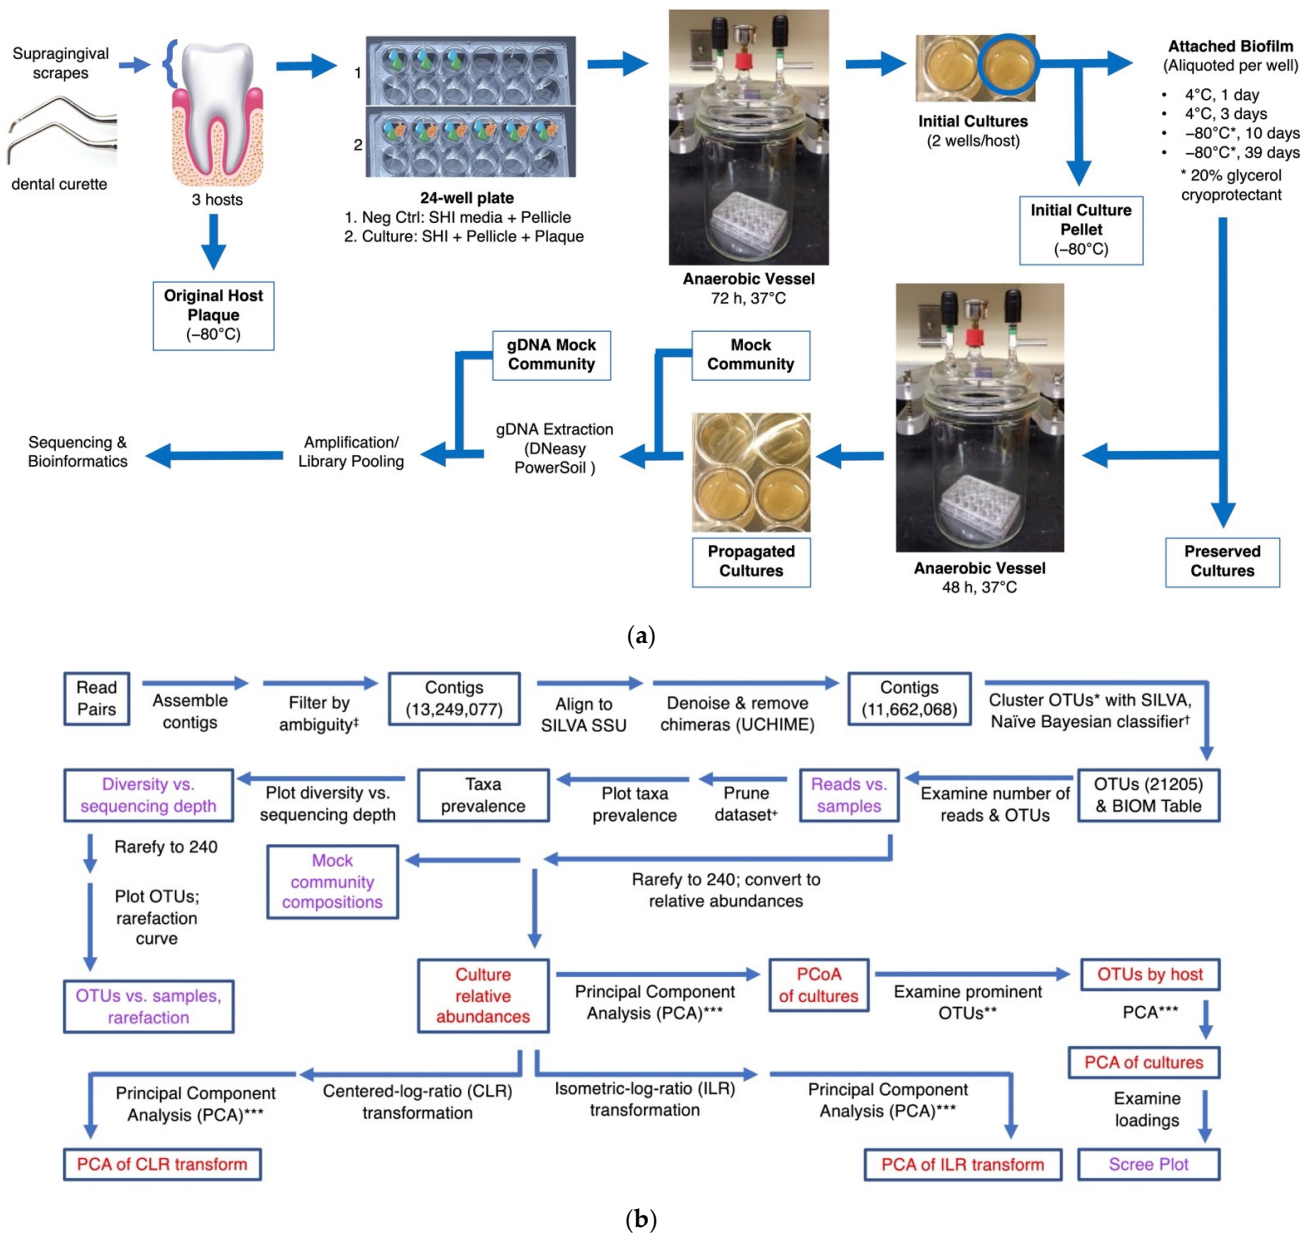 Supragingival
scrapes
dental curette
3 hosts
Original Host
Plaque
(−80°C)
1
2
24-well plate
1. Neg Ctrl: SHI media + Pellicle
2. Culture: SHI + Pellicle + Plaque
Anaerobic Vessel
72 h, 37°C
Initial Cultures
(2 wells/host)
Initial Culture
Pellet
(−80°C)
Attached Biofilm
(Aliquoted per well)
• 4°C, 1 day
• 4°C, 3 days
• −80°C*, 10 days
• −80°C*, 39 days
* 20% glycerol
cryoprotectant
Preserved
Cultures
Anaerobic Vessel
48 h, 37°C
Propagated
Cultures
Mock
Community
gDNA Mock
Community
gDNA Extraction
(DNeasy
PowerSoil )
Amplification/
Library Pooling
Sequencing &
Bioinformatics
(a)
Read
Pairs
Assemble
contigs
Filter by
ambiguity‡
Contigs
(13,249,077)
Align to
SILVA SSU
Denoise & remove
chimeras (UCHIME)
Contigs
(11,662,068)
Cluster OTUs* with SILVA,
Naïve Bayesian classifier†
OTUs (21205)
& BIOM Table
Examine number of
reads & OTUs
Reads vs.
samples
Prune
dataset+
Plot taxa
prevalence
Taxa
prevalence
Plot diversity vs.
sequencing depth
Diversity vs.
sequencing depth
Rarefy to 240
Plot OTUs;
rarefaction
curve
OTUs vs. samples,
rarefaction
Mock
community
compositions
Rarefy to 240; convert to
relative abundances
Culture
relative
abundances
Principal Component
Analysis (PCA)***
PCoA
of cultures
Examine prominent
OTUs**
OTUs by host
PCA***
PCA of cultures
Examine
loadings
Scree Plot
Centered-log-ratio (CLR)
transformation
Principal Component
Analysis (PCA)***
PCA of CLR transform
Isometric-log-ratio (ILR)
transformation
Principal Component
Analysis (PCA)***
PCA of ILR transform
(b)